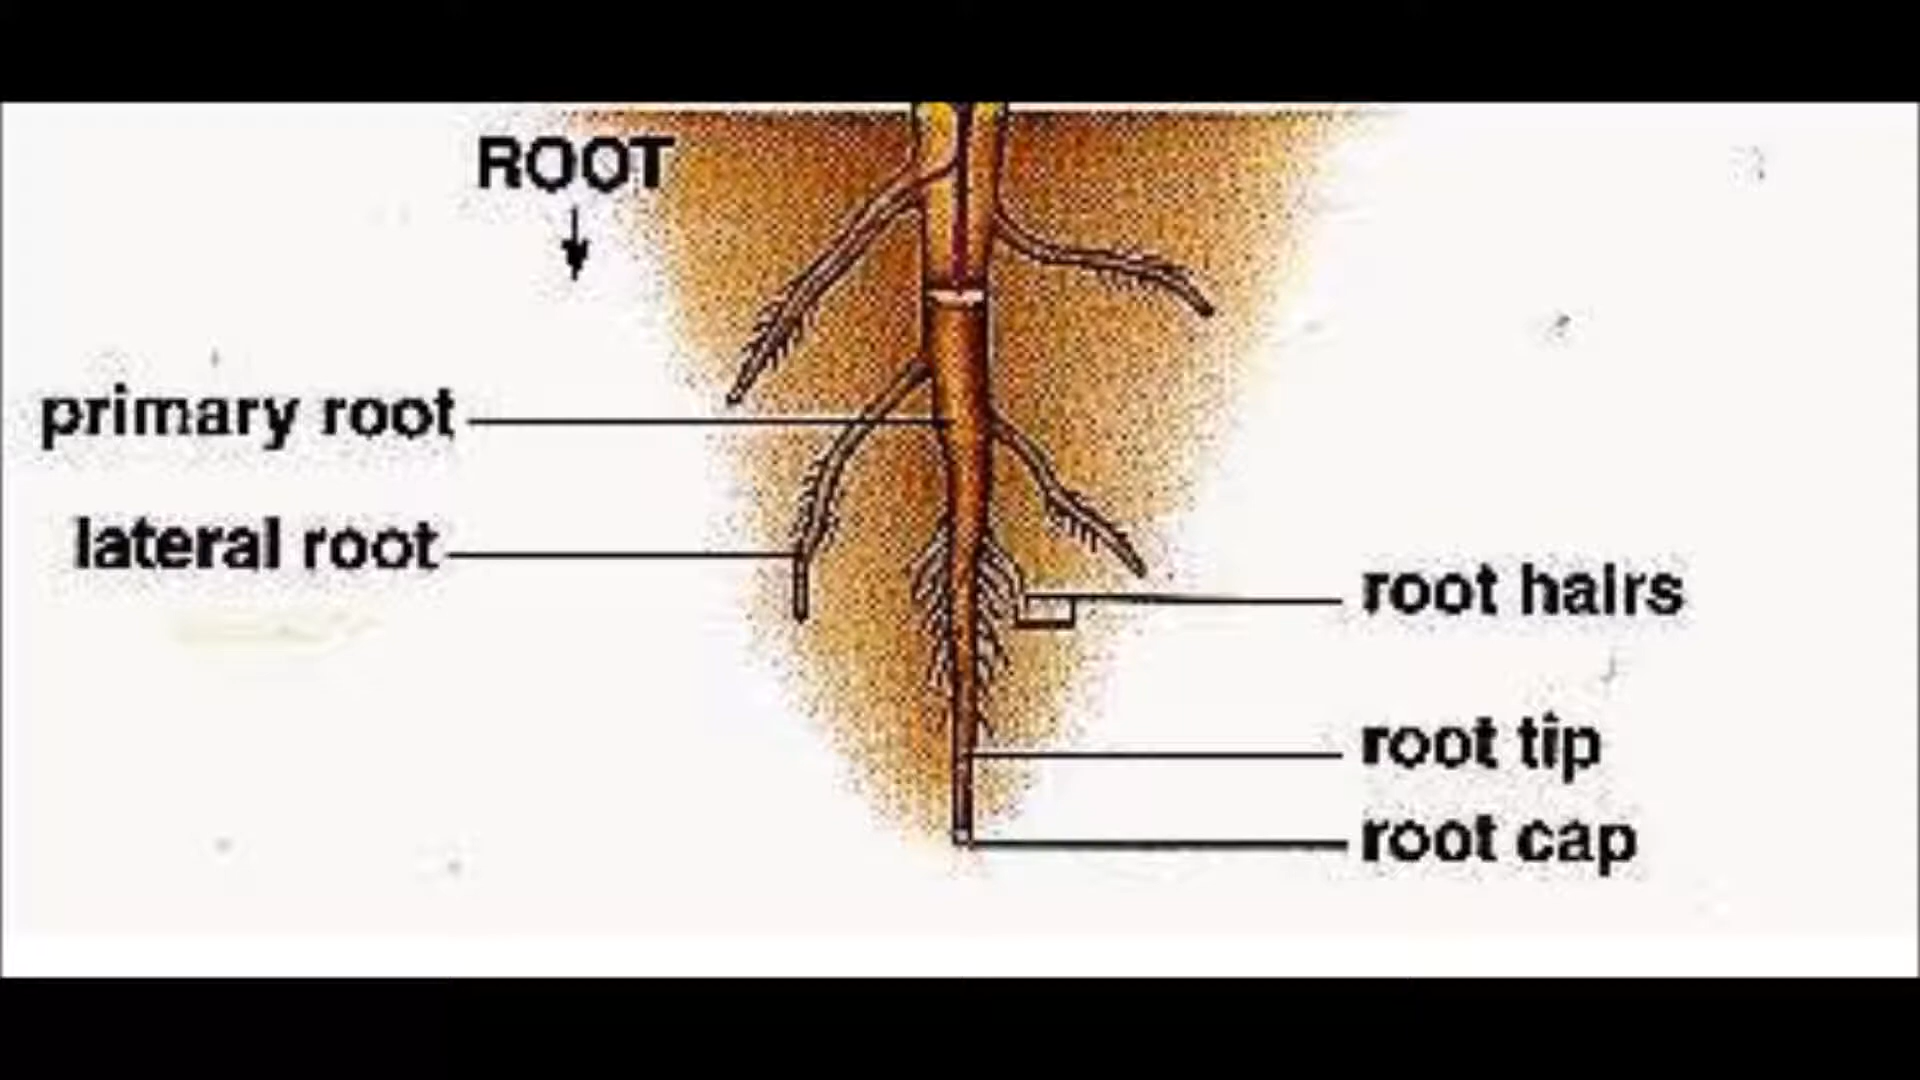 ROOT
primary root
lateral root
root hairs
root tip
root cap